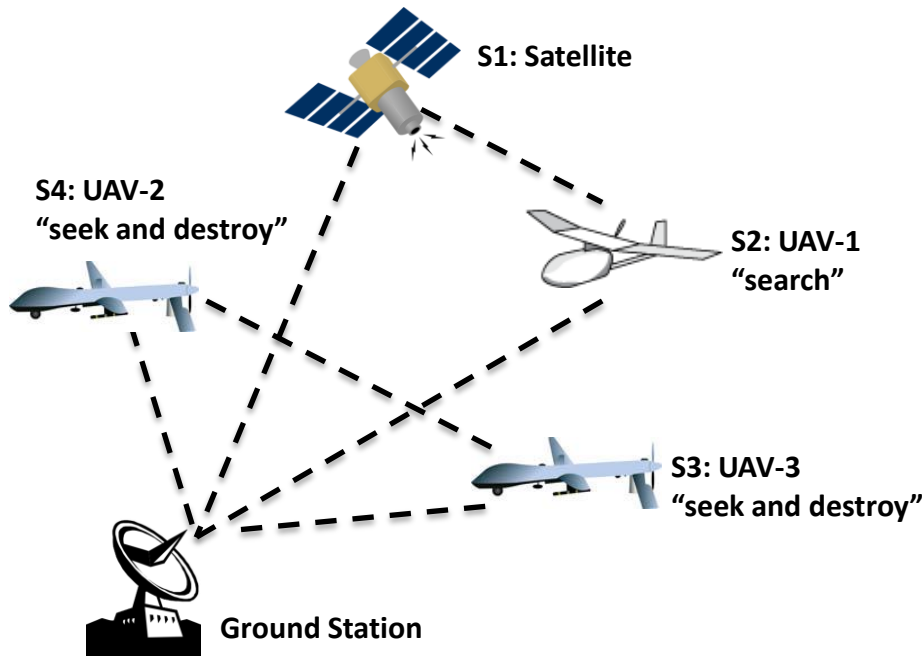 S1: Satellite
S4: UAV-2
“seek and destroy”
S2: UAV-1
“search”
S3: UAV-3
“seek and destroy”
Ground Station